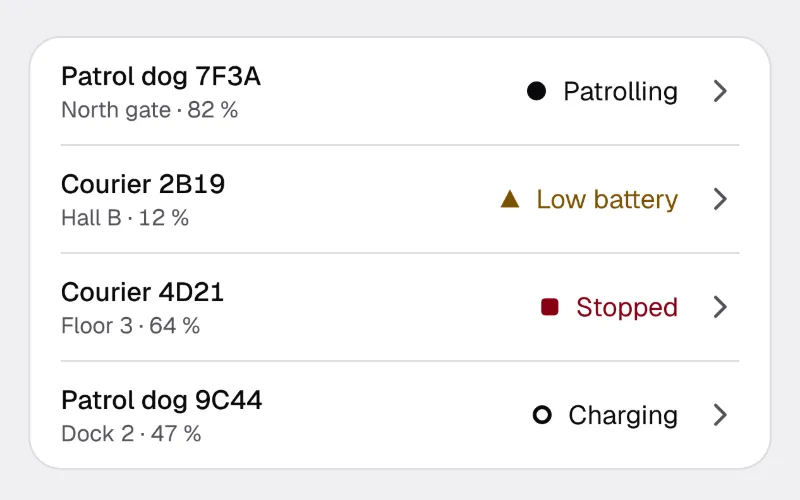 Patrol dog 7F3A
North gate · 82 %
Patrolling
Courier 2B19
Hall B · 12 %
Low battery
Courier 4D21
Floor 3 · 64 %
Stopped
Patrol dog 9C44
Dock 2 · 47 %
Charging